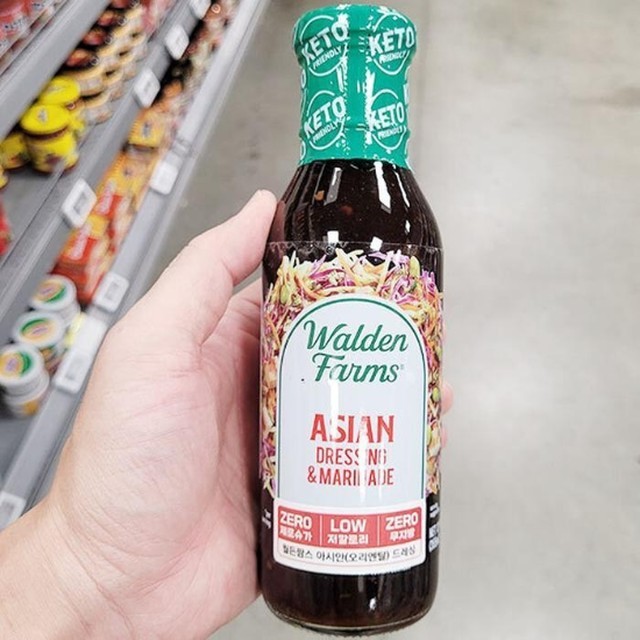 KETO
FRIENDLY
KETO
FRIENDLY
KETO
FRIENDLY
KETO
FRIENDLY
Walden
Farms®
ASIAN
DRESSING
& MARINADE
ZERO LOW ZERO
제로슈가 저칼로리 무지방
월든팜스 아시안(오리엔탈) 드레싱